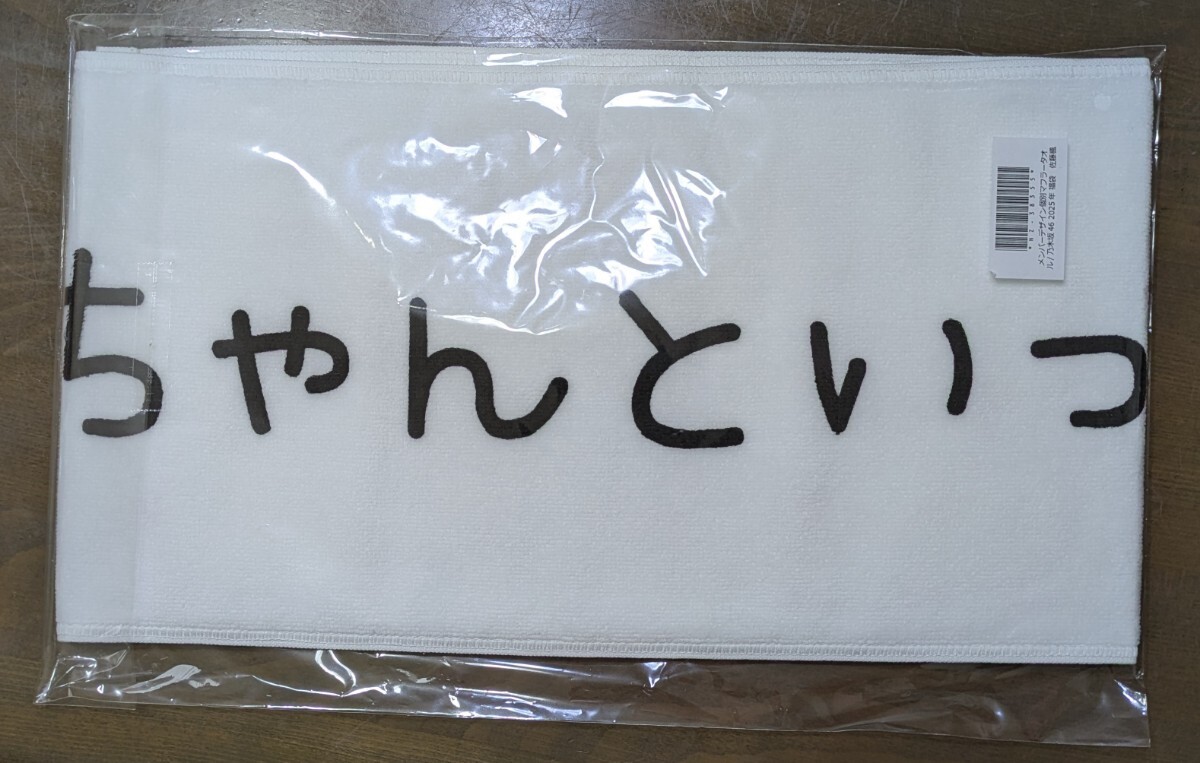 ちゃんといっ
メンバーデザイン個別マフラータオ
ル/乃木坂46 2025年 福袋 佐藤楓